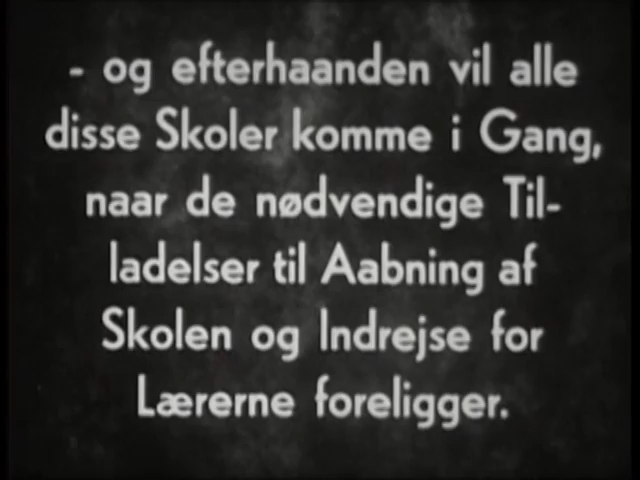 - og efterhaanden vil alle
disse Skoler komme i Gang,
naar de nødvendige Til-
ladelser til Aabning af
Skolen og Indrejse for
Lærerne foreligger.